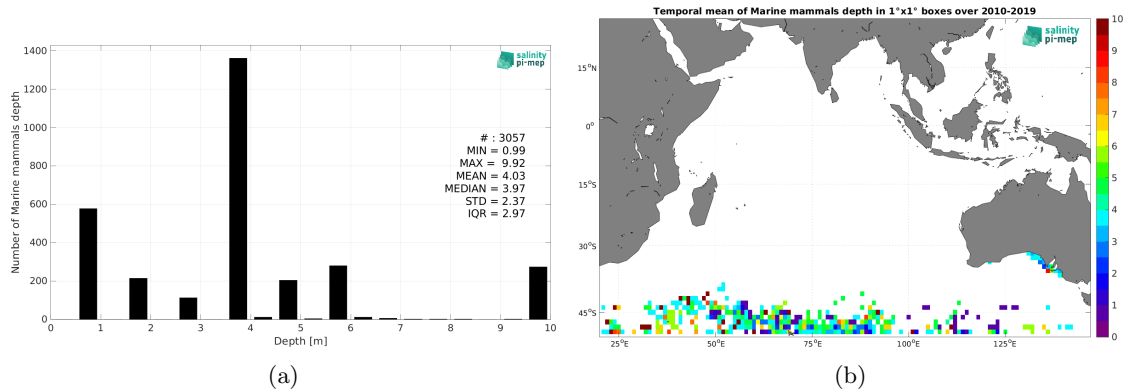 1400
1200
1000
800
600
400
200
0
Number of Marine mammals depth
0 1 2 3 4 5 6 7 8 9 10
Depth [m]
salinity
pi-mep
# : 3057
MIN = 0.99
MAX = 9.92
MEAN = 4.03
MEDIAN = 3.97
STD = 2.37
IQR = 2.97
(a)
Temporal mean of Marine mammals depth in 1°x1° boxes over 2010-2019
salinity
pi-mep
15°N
0°
15°S
30°S
45°S
25°E 50°E 75°E 100°E 125°E
10
9
8
7
6
5
4
3
2
1
0
(b)